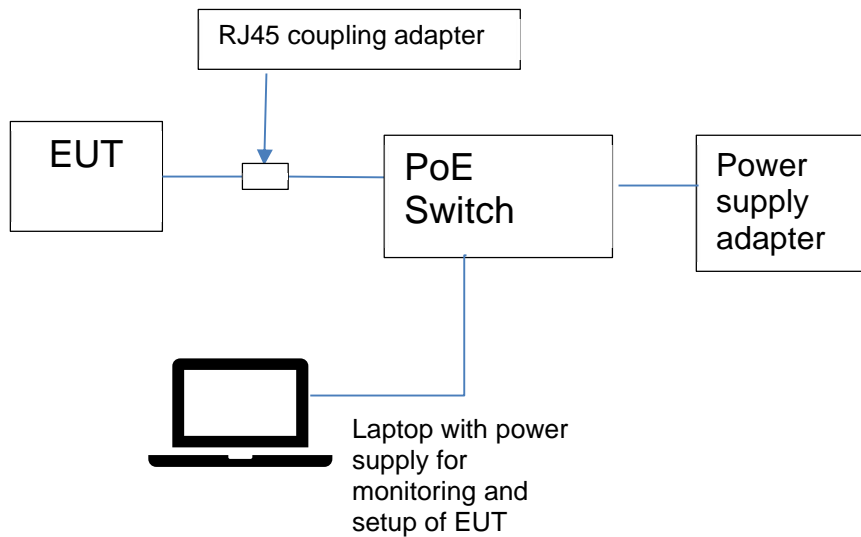 RJ45 coupling adapter
EUT
PoE
Switch
Power
supply
adapter
Laptop with power
supply for
monitoring and
setup of EUT